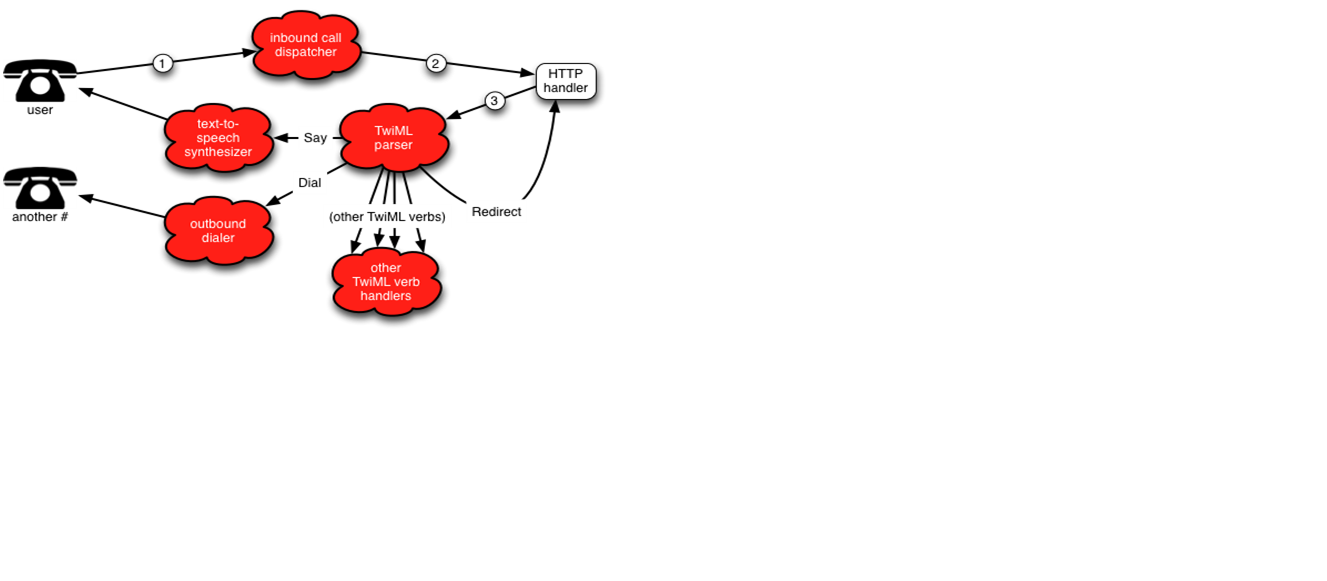 inbound call
dispatcher
1
2
HTTP
handler
3
user
text-to-
speech
synthesizer
Say
TwiML
parser
Dial
another #
outbound
dialer
(other TwiML verbs)
Redirect
other
TwiML verb
handlers